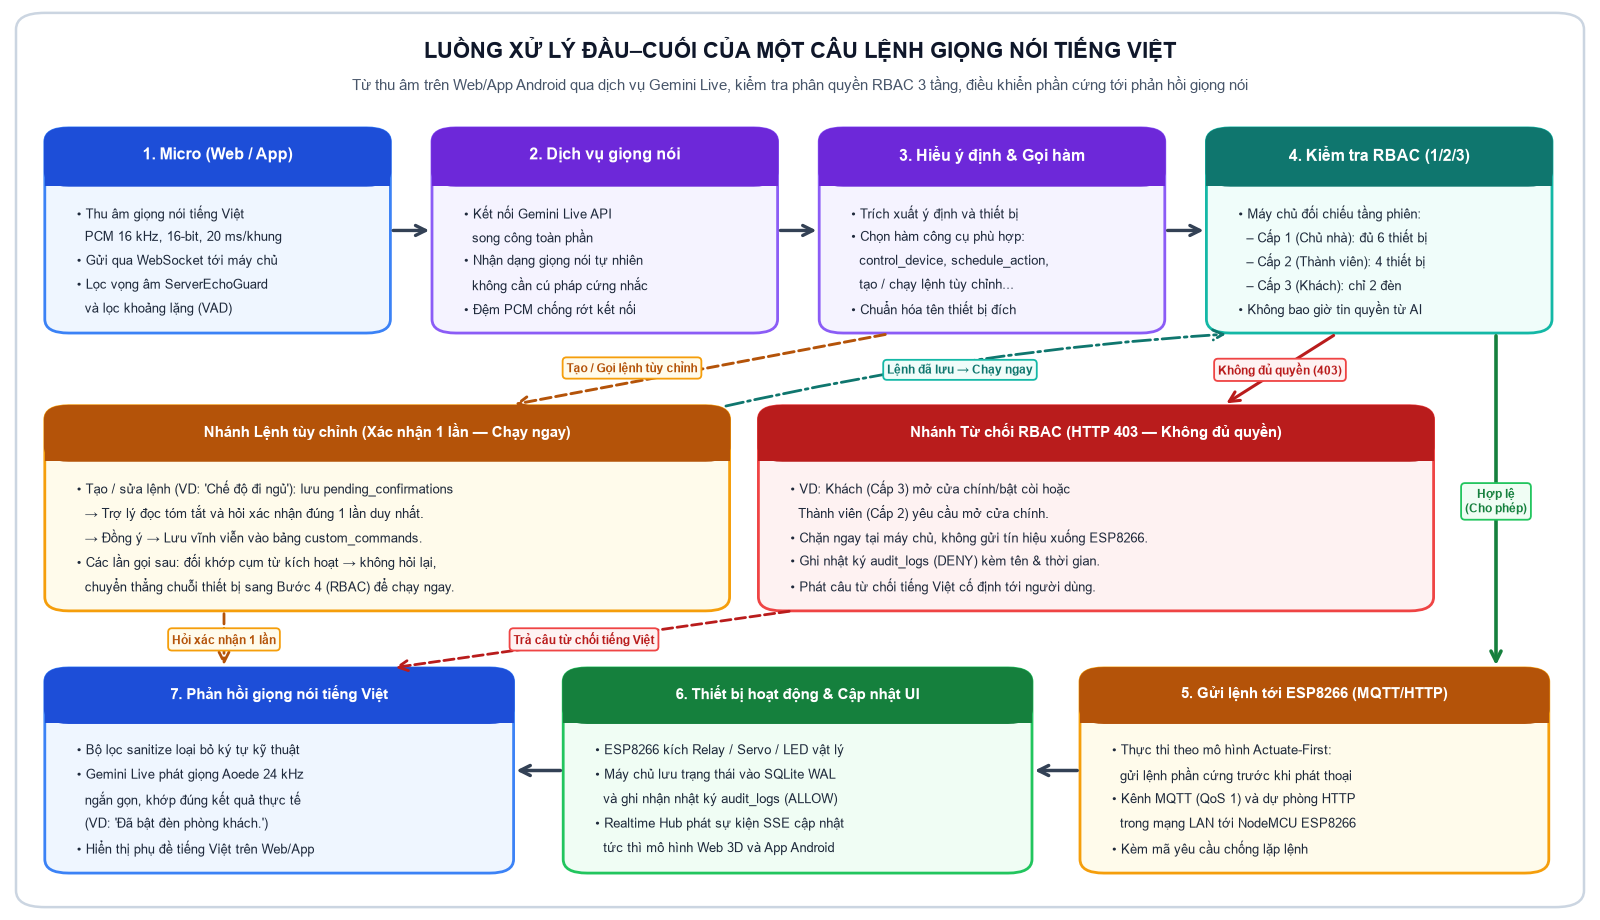 LUỒNG XỬ LÝ ĐẦU–CUỐI CỦA MỘT CÂU LỆNH GIỌNG NÓI TIẾNG VIỆT
Từ thu âm trên Web/App Android qua dịch vụ Gemini Live, kiểm tra phân quyền RBAC 3 tầng, điều khiển phần cứng tới phản hồi giọng nói
1. Micro (Web / App)
• Thu âm giọng nói tiếng Việt
PCM 16 kHz, 16-bit, 20 ms/khung
• Gửi qua WebSocket tới máy chủ
• Lọc vọng âm ServerEchoGuard
và lọc khoảng lặng (VAD)
2. Dịch vụ giọng nói
• Kết nối Gemini Live API
song công toàn phần
• Nhận dạng giọng nói tự nhiên
không cần cú pháp cứng nhắc
• Đệm PCM chống rớt kết nối
3. Hiểu ý định & Gọi hàm
• Trích xuất ý định và thiết bị
• Chọn hàm công cụ phù hợp:
control_device, schedule_action,
tạo / chạy lệnh tùy chỉnh...
• Chuẩn hóa tên thiết bị đích
4. Kiểm tra RBAC (1/2/3)
• Máy chủ đối chiếu tầng phiên:
– Cấp 1 (Chủ nhà): đủ 6 thiết bị
– Cấp 2 (Thành viên): 4 thiết bị
– Cấp 3 (Khách): chỉ 2 đèn
• Không bao giờ tin quyền từ AI
Tạo / Gọi lệnh tùy chỉnh
Lệnh đã lưu → Chạy ngay
Không đủ quyền (403)
Nhánh Lệnh tùy chỉnh (Xác nhận 1 lần — Chạy ngay)
• Tạo / sửa lệnh (VD: 'Chế độ đi ngủ'): lưu pending_confirmations
→ Trợ lý đọc tóm tắt và hỏi xác nhận đúng 1 lần duy nhất.
→ Đồng ý → Lưu vĩnh viễn vào bảng custom_commands.
• Các lần gọi sau: đối khớp cụm từ kích hoạt → không hỏi lại,
chuyển thẳng chuỗi thiết bị sang Bước 4 (RBAC) để chạy ngay.
Nhánh Từ chối RBAC (HTTP 403 — Không đủ quyền)
• VD: Khách (Cấp 3) mở cửa chính/bật còi hoặc
Thành viên (Cấp 2) yêu cầu mở cửa chính.
• Chặn ngay tại máy chủ, không gửi tín hiệu xuống ESP8266.
• Ghi nhật ký audit_logs (DENY) kèm tên & thời gian.
• Phát câu từ chối tiếng Việt cố định tới người dùng.
Hợp lệ
(Cho phép)
Hỏi xác nhận 1 lần
Trả câu từ chối tiếng Việt
7. Phản hồi giọng nói tiếng Việt
• Bộ lọc sanitize loại bỏ ký tự kỹ thuật
• Gemini Live phát giọng Aoede 24 kHz
ngắn gọn, khớp đúng kết quả thực tế
(VD: 'Đã bật đèn phòng khách.')
• Hiển thị phụ đề tiếng Việt trên Web/App
6. Thiết bị hoạt động & Cập nhật UI
• ESP8266 kích Relay / Servo / LED vật lý
• Máy chủ lưu trạng thái vào SQLite WAL
và ghi nhận nhật ký audit_logs (ALLOW)
• Realtime Hub phát sự kiện SSE cập nhật
tức thì mô hình Web 3D và App Android
5. Gửi lệnh tới ESP8266 (MQTT/HTTP)
• Thực thi theo mô hình Actuate-First:
gửi lệnh phần cứng trước khi phát thoại
• Kênh MQTT (QoS 1) và dự phòng HTTP
trong mạng LAN tới NodeMCU ESP8266
• Kèm mã yêu cầu chống lặp lệnh